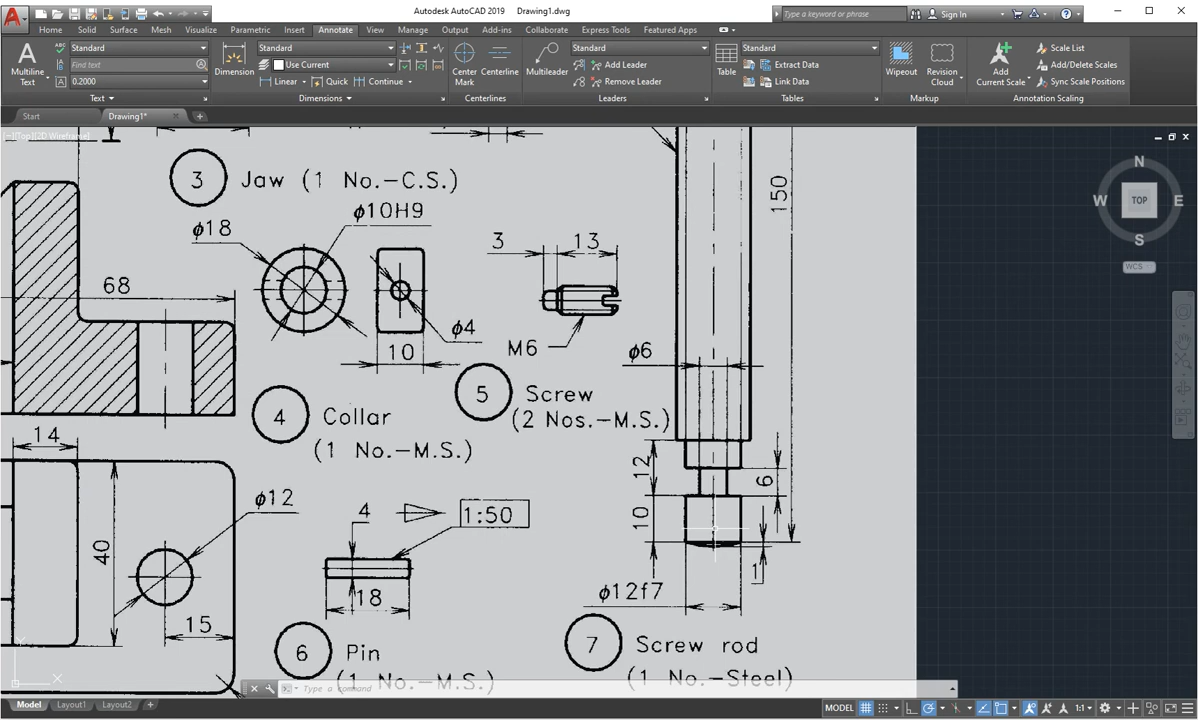 Autodesk AutoCAD 2019 Drawing1.dwg
Type a keyword or phrase
Sign In
Home Solid Surface Mesh Visualize Parametric Insert Annotate View Manage Output Add-ins Collaborate Express Tools Featured Apps
Multiline Text
Standard
Find text
0.2000
Dimension
Standard
Use Current
Linear Quick Continue
Center Mark
Centerline
Multileader
Standard
Add Leader
Remove Leader
Table
Standard
Extract Data
Link Data
Wipeout
Revision Cloud
Add Current Scale
Scale List
Add/Delete Scales
Sync Scale Positions
Text Dimensions Centerlines Leaders Tables Markup Annotation Scaling
Start Drawing1*
[−][Top][2D Wireframe]
N
W TOP E
S
WCS
3 Jaw (1 No.-C.S.)
ϕ18
ϕ10H9
3 13
150
68
ϕ4
10
M6
ϕ6
4 Collar
(1 No.-M.S.)
5 Screw
(2 Nos.-M.S.)
14
12
6
10
1
40
ϕ12
15
4
1:50
18
ϕ12f7
6 Pin
(1 No.-M.S.)
7 Screw rod
(1 No.-Steel)
Y
X
Type a command
Model Layout1 Layout2
MODEL
1:1